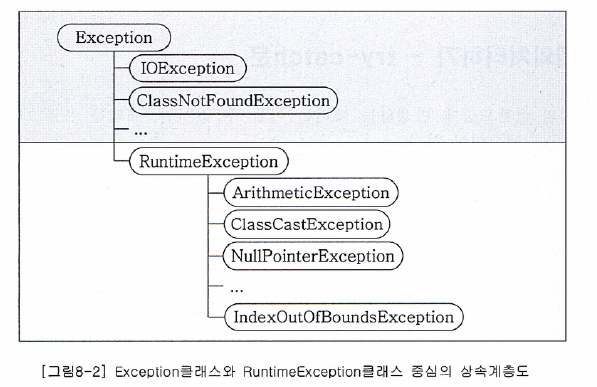 Exception
IOException
ClassNotFoundException
...
RuntimeException
ArithmeticException
ClassCastException
NullPointerException
...
IndexOutOfBoundsException
[그림8-2] Exception클래스와 RuntimeException클래스 중심의 상속계층도